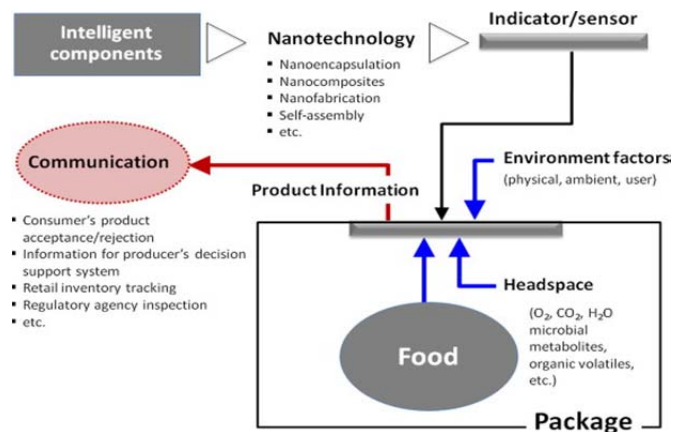 Intelligent
components
Nanotechnology
▪ Nanoencapsulation
▪ Nanocomposites
▪ Nanofabrication
▪ Self-assembly
▪ etc.
Indicator/sensor
Communication
▪ Consumer's product
acceptance/rejection
▪ Information for producer's decision
support system
▪ Retail inventory tracking
▪ Regulatory agency inspection
▪ etc.
Product Information
Environment factors
(physical, ambient, user)
Headspace
(O₂, CO₂, H₂O
microbial
metabolites,
organic volatiles,
etc.)
Food
Package